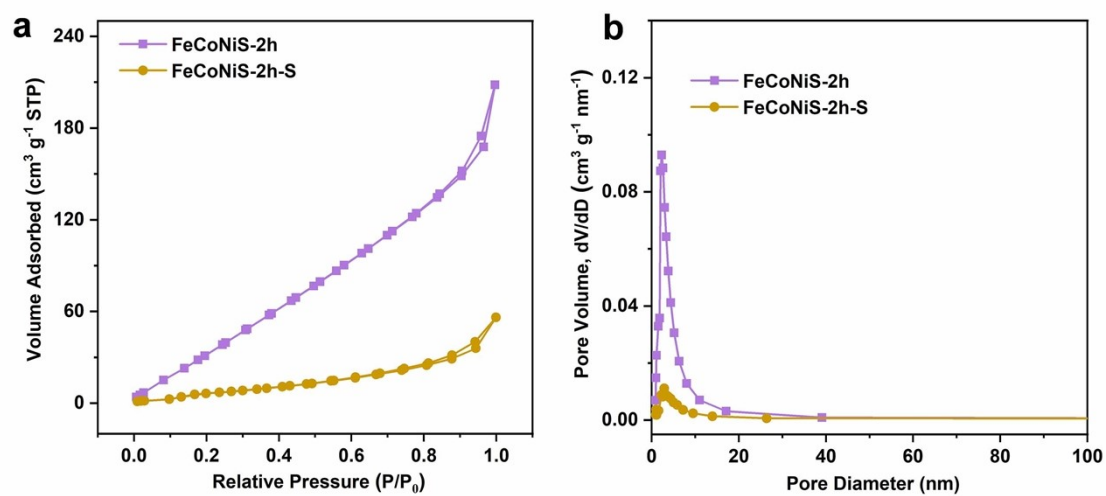 a
240
180
120
60
0
Volume Adsorbed (cm³ g⁻¹ STP)
FeCoNiS-2h
FeCoNiS-2h-S
0.0 0.2 0.4 0.6 0.8 1.0
Relative Pressure (P/P₀)
b
0.12
0.08
0.04
0.00
Pore Volume, dV/dD (cm³ g⁻¹ nm⁻¹)
FeCoNiS-2h
FeCoNiS-2h-S
0 20 40 60 80 100
Pore Diameter (nm)